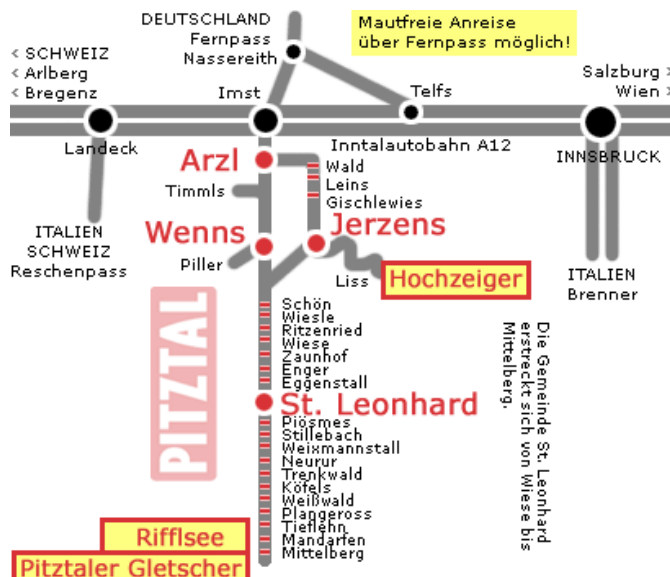 DEUTSCHLAND
Fernpass
Nassereith
Mautfreie Anreise
über Fernpass möglich!
< SCHWEIZ
< Arlberg
< Bregenz
Imst
Telfs
Salzburg >
Wien >
Landeck
Inntalautobahn A12
INNSBRUCK
Arzl
Wald
Leins
Gischlewies
Timmls
Wenns
Jerzens
Piller
Liss
Hochzeiger
ITALIEN
SCHWEIZ
Reschenpass
ITALIEN
Brenner
PITZTAL
Schön
Wiesle
Ritzenried
Wiese
Zaunhof
Enger
Eggenstall
St. Leonhard
Piösmes
Stillebach
Weixmannstall
Neurur
Trenkwald
Köfels
Weißwald
Plangeross
Tieflehn
Mandarfen
Mittelberg
Die Gemeinde St. Leonhard
erstreckt sich von Wiese bis
Mittelberg.
Rifflsee
Pitztaler Gletscher